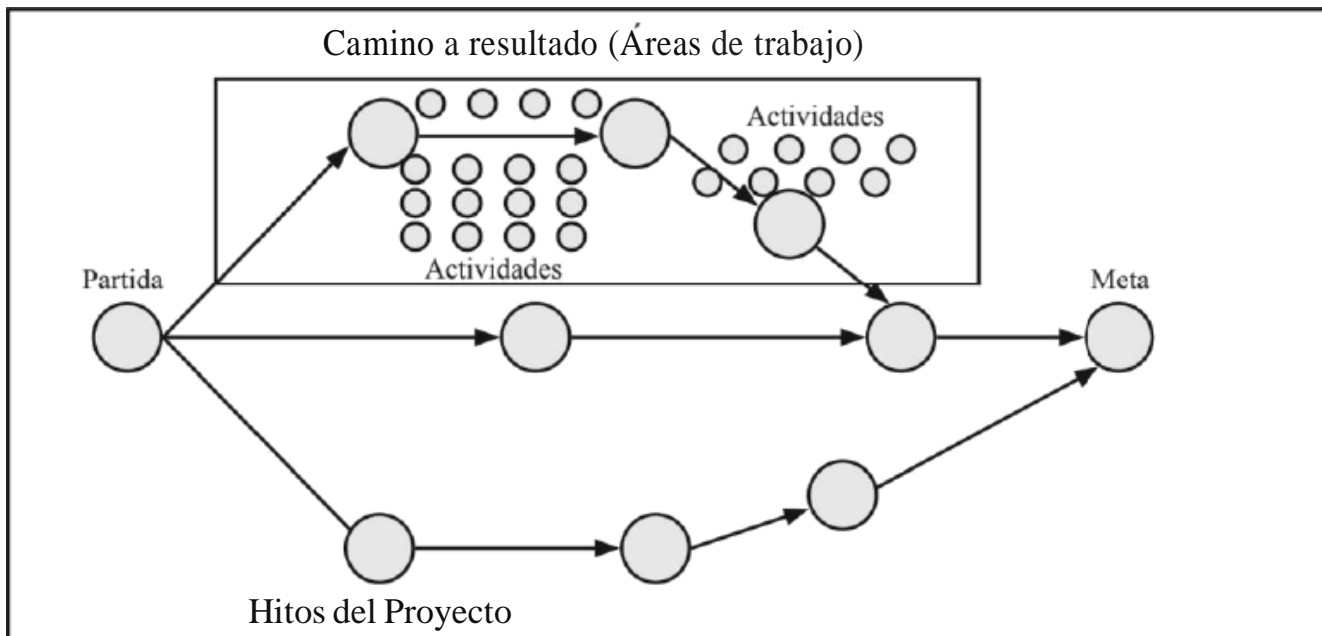 Camino a resultado (Áreas de trabajo)
Actividades
Actividades
Partida
Meta
Hitos del Proyecto